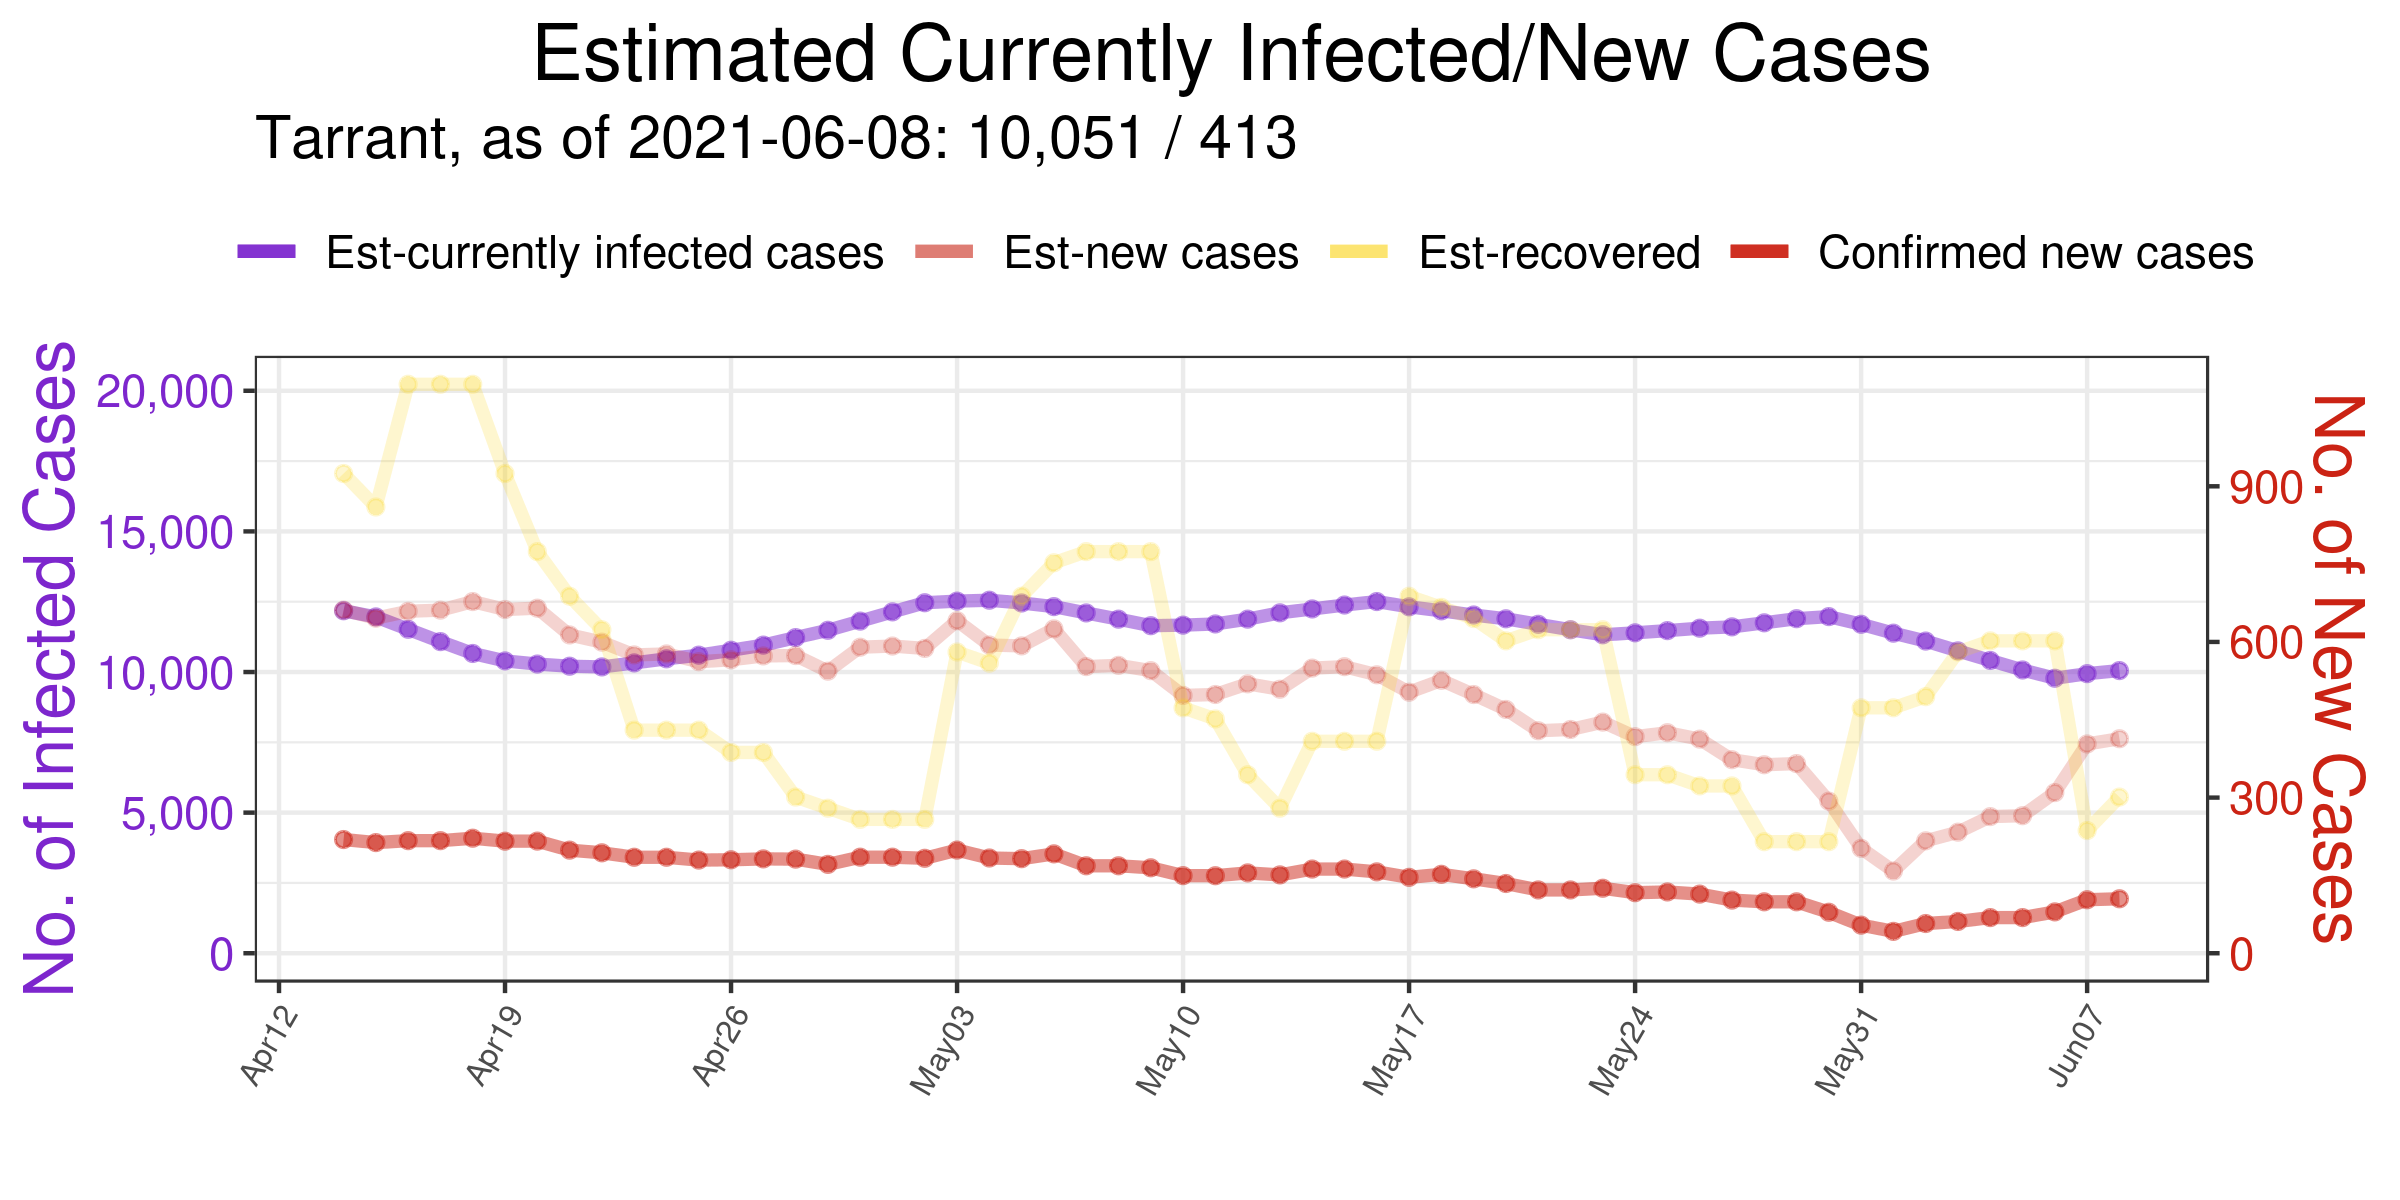 Estimated Currently Infected/New Cases
Tarrant, as of 2021-06-08: 10,051 / 413
Est-currently infected cases Est-new cases Est-recovered Confirmed new cases
No. of Infected Cases
20,000
15,000
10,000
5,000
0
900
600
300
0
No. of New Cases
Apr12 Apr19 Apr26 May03 May10 May17 May24 May31 Jun07